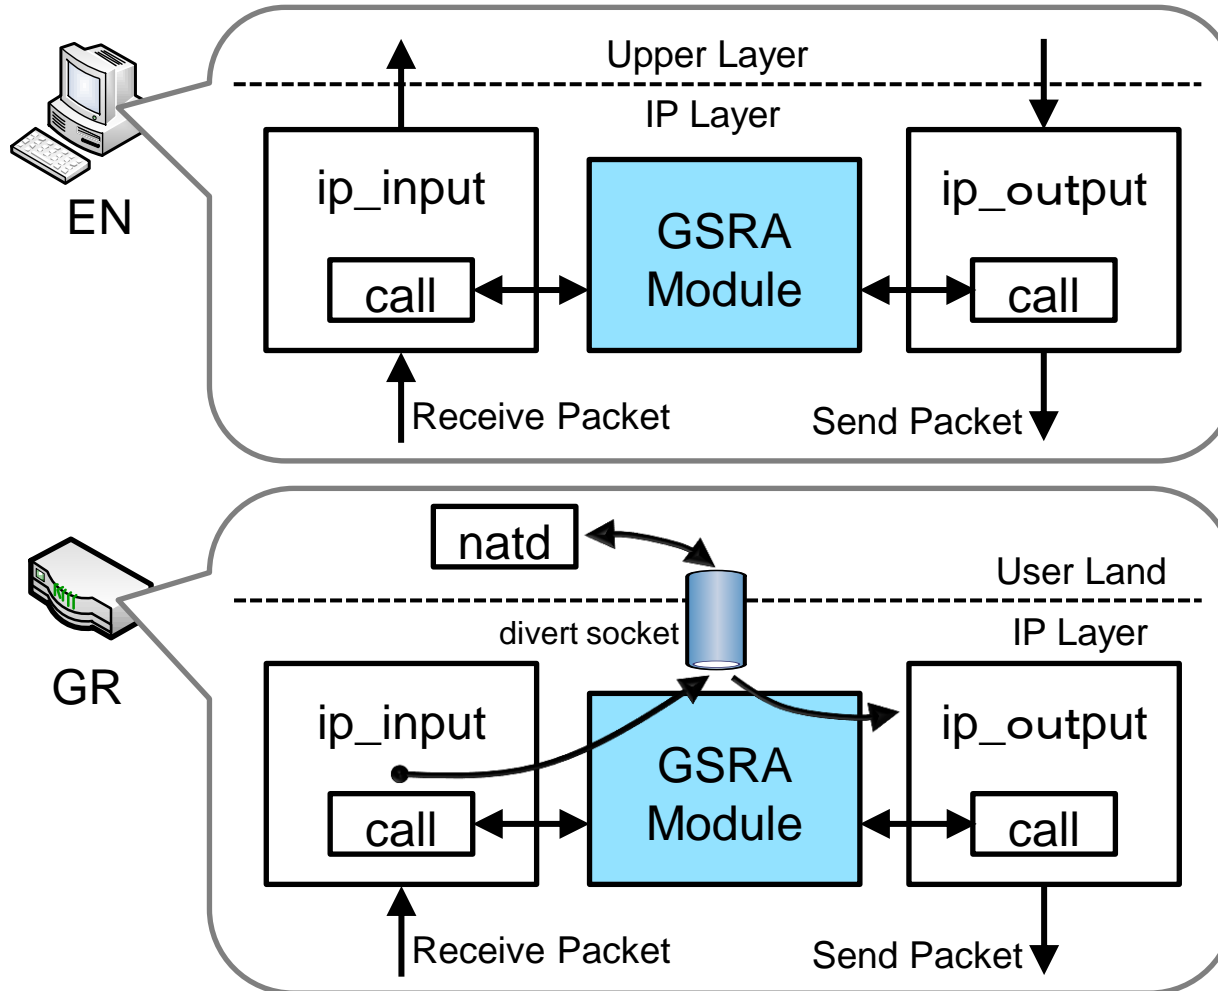 Upper Layer
IP Layer
EN
ip_input
GSRA
Module
ip_output
call
call
Receive Packet
Send Packet
natd
User Land
divert socket
IP Layer
GR
ip_input
GSRA
Module
ip_output
call
call
Receive Packet
Send Packet